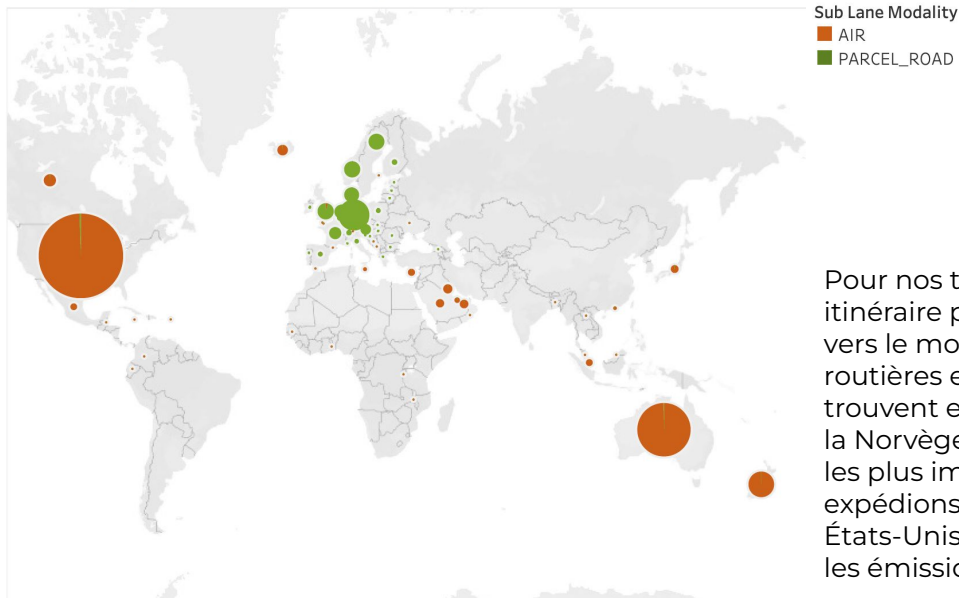 Sub Lane Modality
AIR
PARCEL_ROAD
Pour nos t
itinéraire p
vers le mo
routières e
trouvent e
la Norvège
les plus im
expédions
États-Unis
les émissio